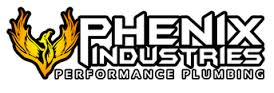 PHENIX
INDUSTRIES
PERFORMANCE PLUMBING